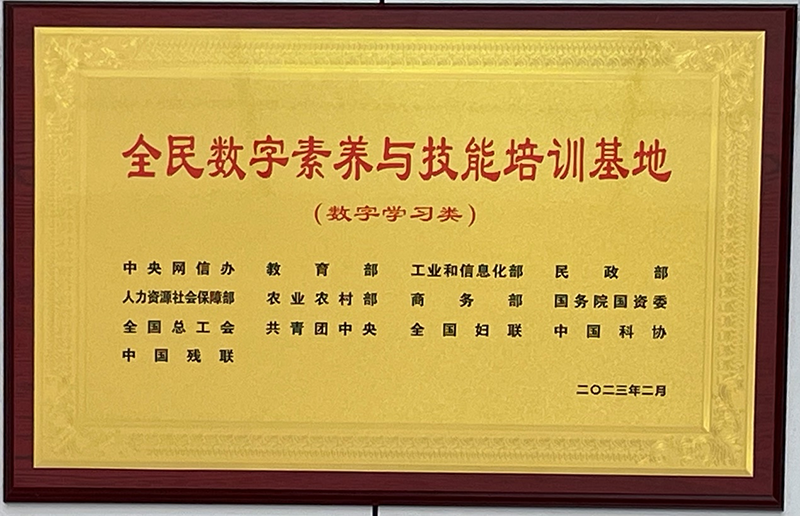 全民数字素养与技能培训基地
(数字学习类)
中央网信办 教育部 工业和信息化部 民政部
人力资源社会保障部 农业农村部 商务部 国务院国资委
全国总工会 共青团中央 全国妇联 中国科协
中国残联
二〇二三年二月